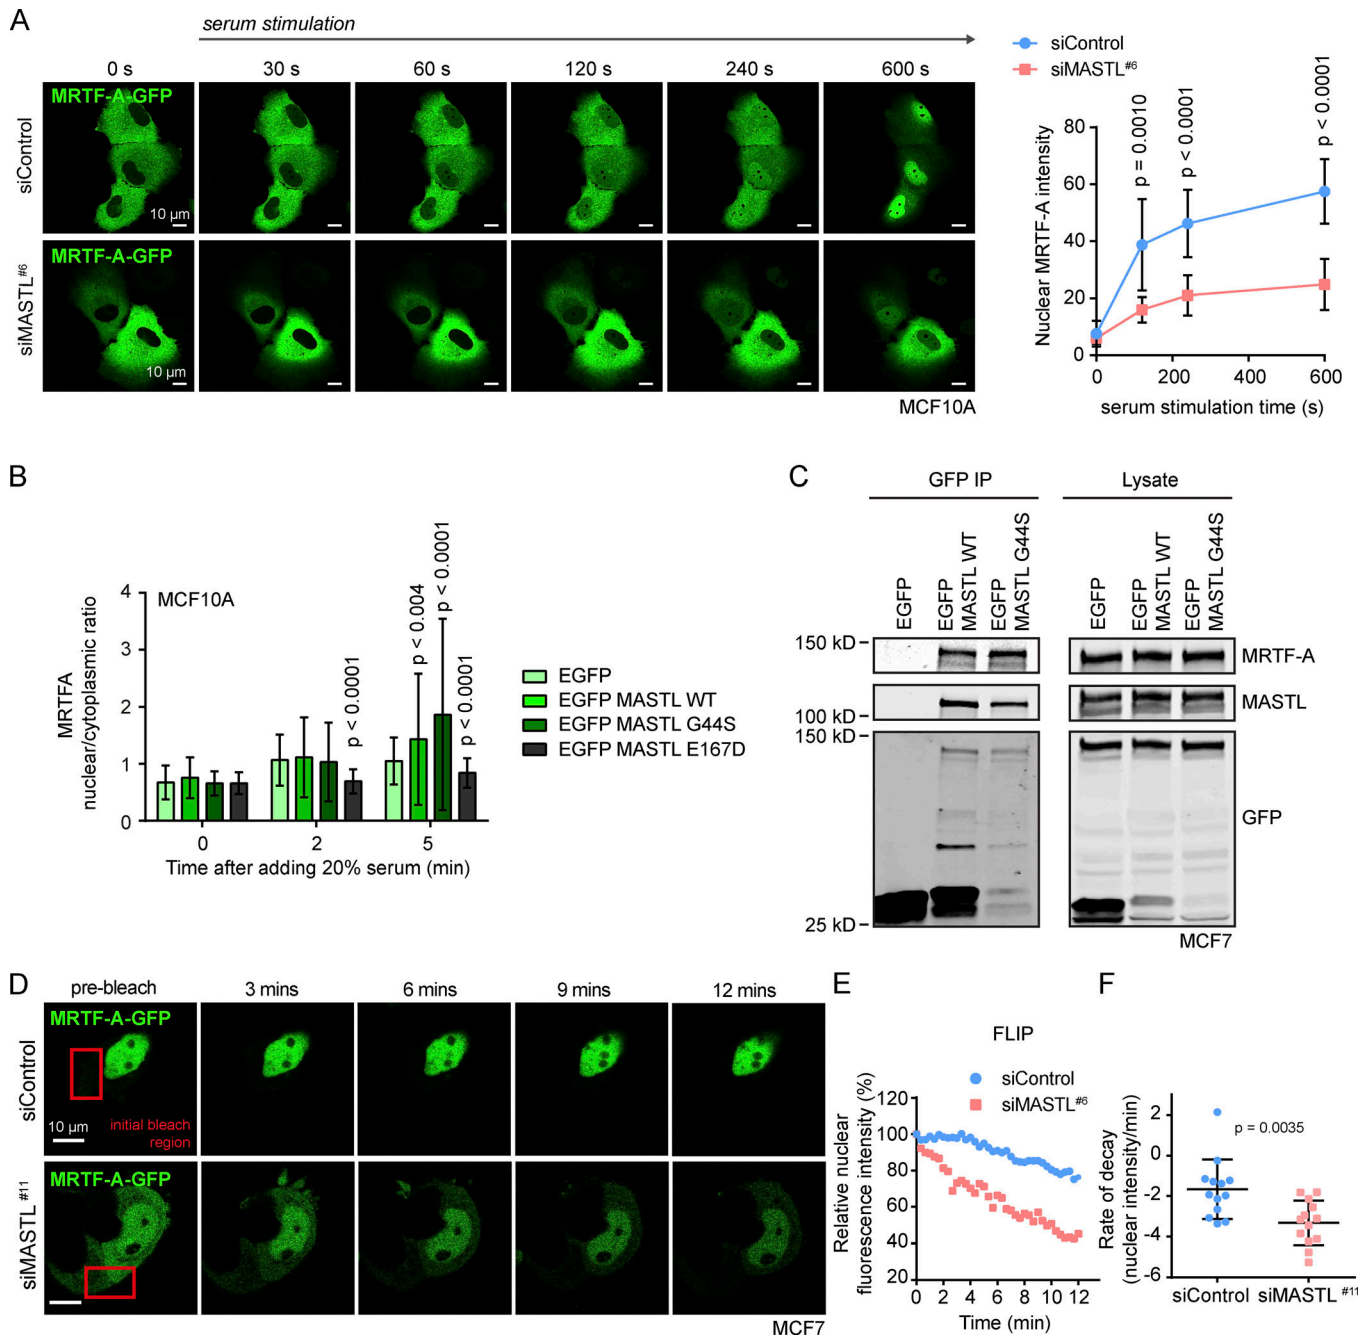 A
serum stimulation
0 s
30 s
60 s
120 s
240 s
600 s
siControl
MRTF-A-GFP
10 µm
siMASTL#6
MRTF-A-GFP
10 µm
MCF10A
siControl
siMASTL#6
Nuclear MRTF-A intensity
80
60
40
20
0
p = 0.0010
p < 0.0001
p < 0.0001
0
200
400
600
serum stimulation time (s)
B
MRTFA
nuclear/cytoplasmic ratio
4
3
2
1
0
MCF10A
p < 0.0001
p < 0.004
p < 0.0001
p < 0.0001
0
2
5
Time after adding 20% serum (min)
EGFP
EGFP MASTL WT
EGFP MASTL G44S
EGFP MASTL E167D
C
GFP IP
Lysate
EGFP
EGFP
MASTL WT
EGFP
MASTL G44S
EGFP
EGFP
MASTL WT
EGFP
MASTL G44S
150 kD
100 kD
150 kD
25 kD
MRTF-A
MASTL
GFP
MCF7
D
pre-bleach
3 mins
6 mins
9 mins
12 mins
siControl
MRTF-A-GFP
10 µm
initial bleach
region
siMASTL#11
MRTF-A-GFP
MCF7
E
FLIP
siControl
siMASTL#6
Relative nuclear
fluorescence intensity (%)
120
100
80
60
40
20
0
2
4
6
8
10
12
Time (min)
F
Rate of decay
(nuclear intensity/min)
2
0
-2
-4
-6
p = 0.0035
siControl
siMASTL#11